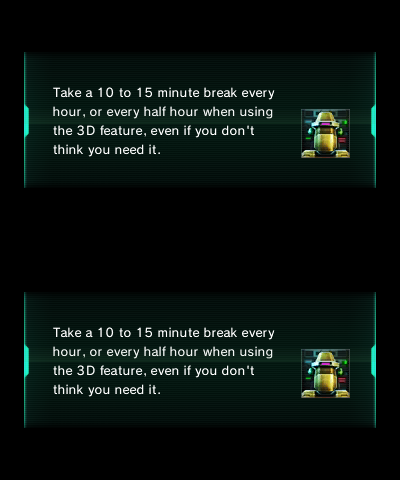 Take a 10 to 15 minute break every
hour, or every half hour when using
the 3D feature, even if you don't
think you need it.
Take a 10 to 15 minute break every
hour, or every half hour when using
the 3D feature, even if you don't
think you need it.